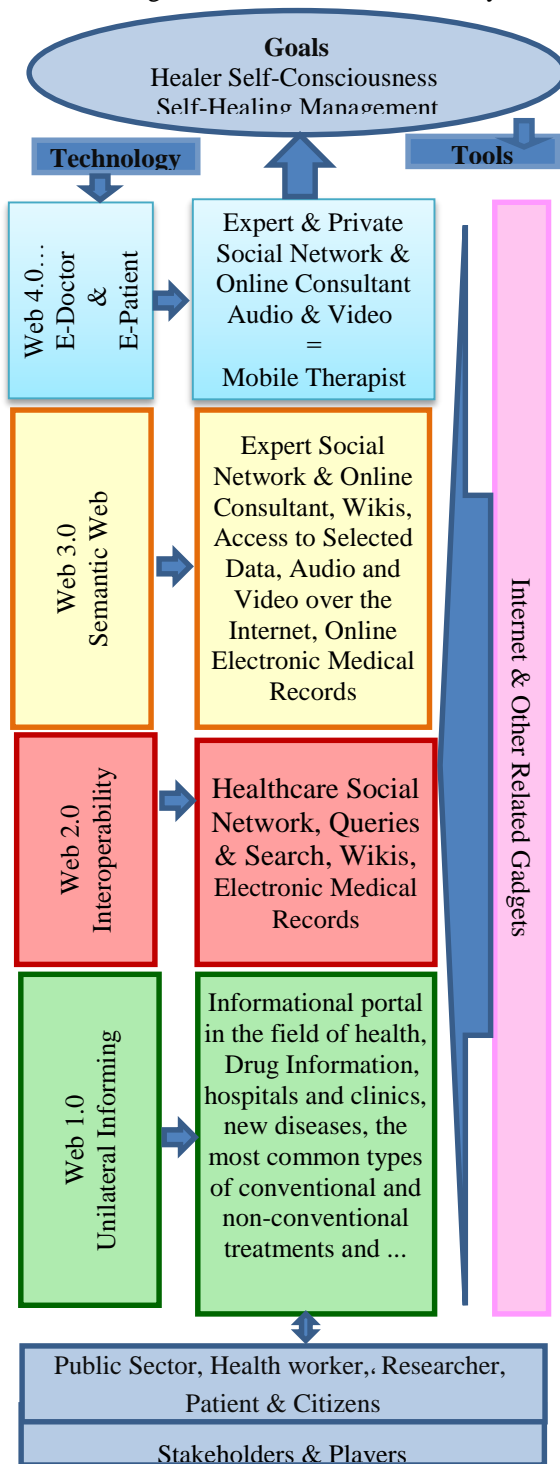 Goals
Healer Self-Consciousness
Self-Healing Management
Technology
Tools
Web 4.0…
E-Doctor
&
E-Patient
Expert & Private
Social Network &
Online Consultant
Audio & Video
=
Mobile Therapist
Web 3.0
Semantic Web
Expert Social
Network & Online
Consultant, Wikis,
Access to Selected
Data, Audio and
Video over the
Internet, Online
Electronic Medical
Records
Web 2.0
Interoperability
Healthcare Social
Network, Queries
& Search, Wikis,
Electronic Medical
Records
Web 1.0
Unilateral Informing
Informational portal
in the field of health,
Drug Information,
hospitals and clinics,
new diseases, the
most common types
of conventional and
non-conventional
treatments and ...
Internet & Other Related Gadgets
Public Sector, Health worker,، Researcher,
Patient & Citizens
Stakeholders & Players